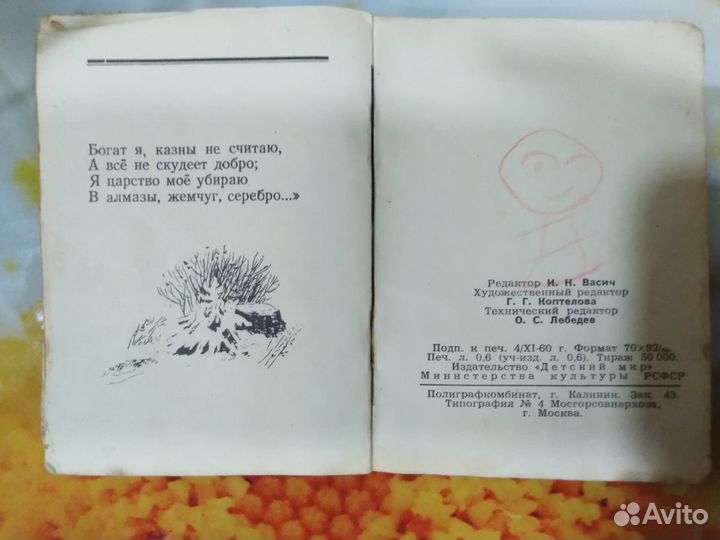 Богат я, казны не считаю,
А всё не скудеет добро;
Я царство моё убираю
В алмазы, жемчуг, серебро...»
Редактор И. Н. Васич
Художественный редактор
Г. Г. Коптелова
Технический редактор
О. С. Лебедев
Подп. к печ. 4/XI-60 г. Формат 70×92/
Печ. л. 0,6 (уч-изд. л. 0,6). Тираж 50 000.
Издательство «Детский мир»
Министерства культуры РСФСР
Полиграфкомбинат, г. Калинин. Зак. 43.
Типография № 4 Мосгорсовнархоза,
г. Москва.
Avito